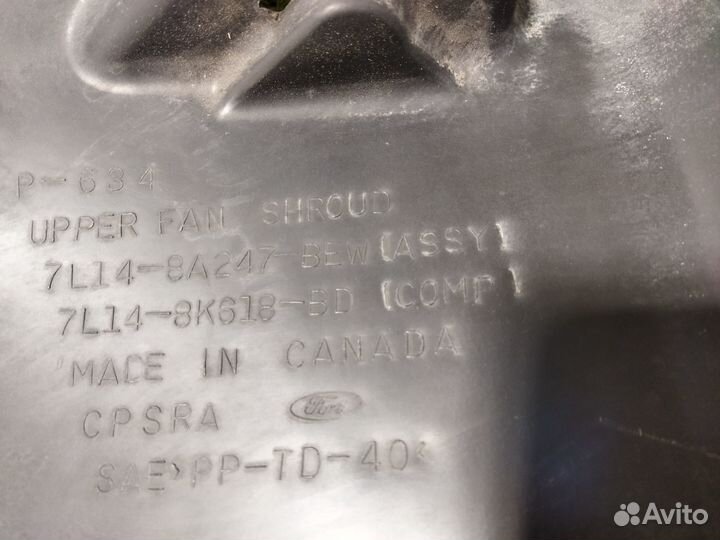 P-634
UPPER FAN SHROUD
7L14-8A247-BEW (ASSY)
7L14-8K618-BD (COMP)
MADE IN CANADA
CPSRA Ford
SAE>PP-TD-40<
Avito